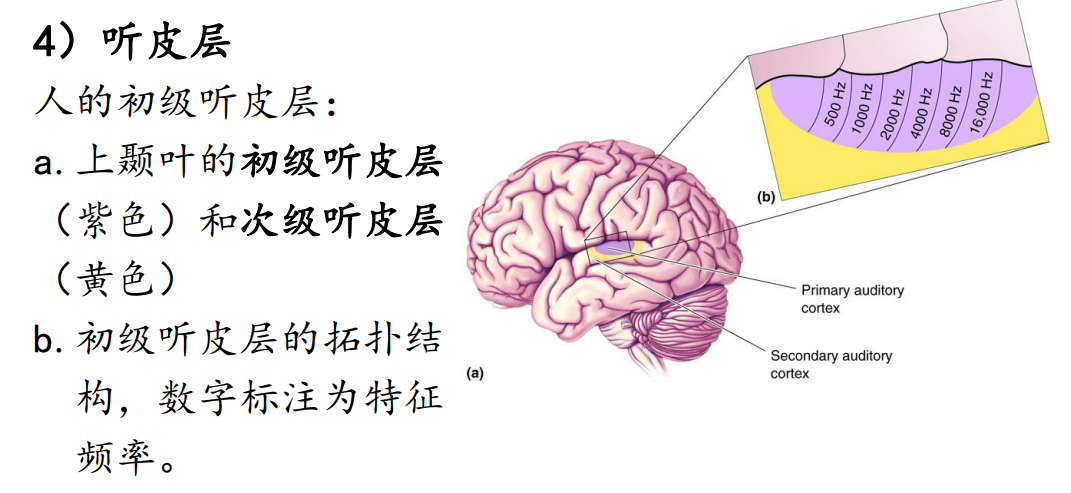 4）听皮层
人的初级听皮层：
a. 上颞叶的初级听皮层
（紫色）和次级听皮层
（黄色）
b. 初级听皮层的拓扑结
构，数字标注为特征
频率。
500 Hz
1000 Hz
2000 Hz
4000 Hz
8000 Hz
16,000 Hz
(b)
Primary auditory
cortex
Secondary auditory
cortex
(a)